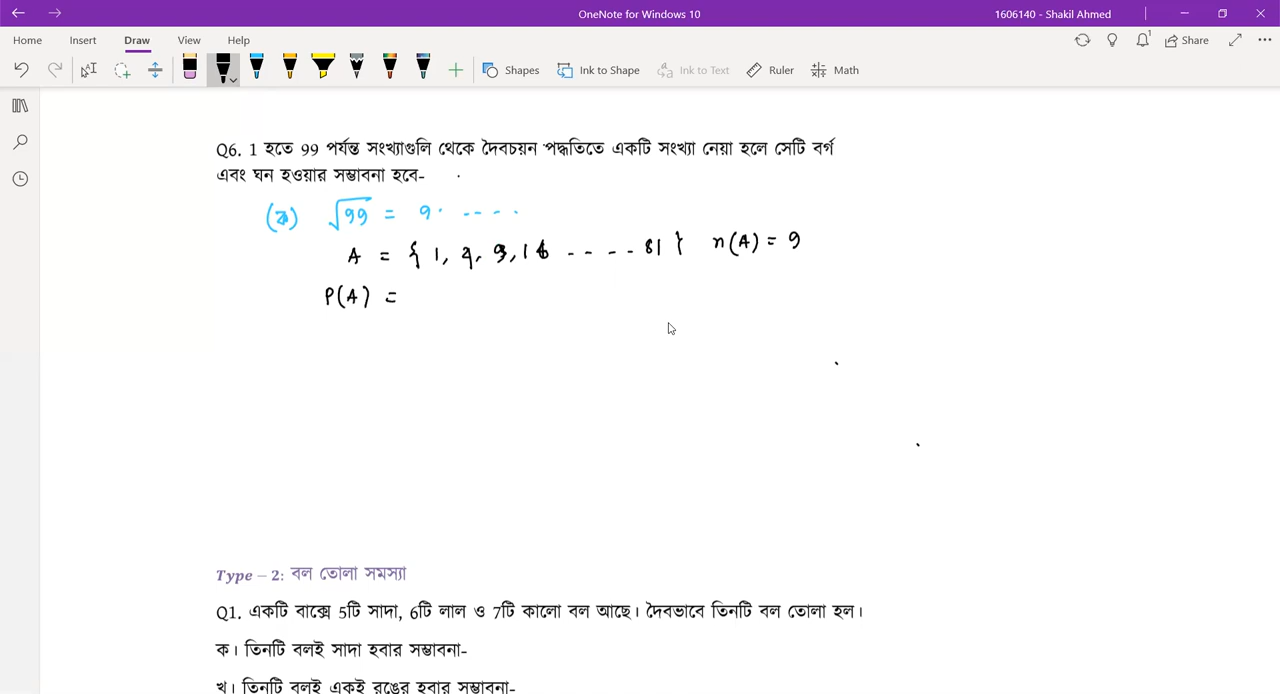 OneNote for Windows 10
1606140 - Shakil Ahmed
Home Insert Draw View Help
Share
Shapes Ink to Shape Ink to Text Ruler Math
Q6. 1 হতে 99 পর্যন্ত সংখ্যাগুলি থেকে দৈবচয়ন পদ্ধতিতে একটি সংখ্যা নেয়া হলে সেটি বর্গ
এবং ঘন হওয়ার সম্ভাবনা হবে-
(ক) √99 = 9. -----
A = { 1, 4, 9, 16 ----- 81 } n(A) = 9
P(A) =
Type – 2: বল তোলা সমস্যা
Q1. একটি বাক্সে 5টি সাদা, 6টি লাল ও 7টি কালো বল আছে। দৈবভাবে তিনটি বল তোলা হল।
ক। তিনটি বলই সাদা হবার সম্ভাবনা-
খ। তিনটি বলই একই রঙের হবার সম্ভাবনা-